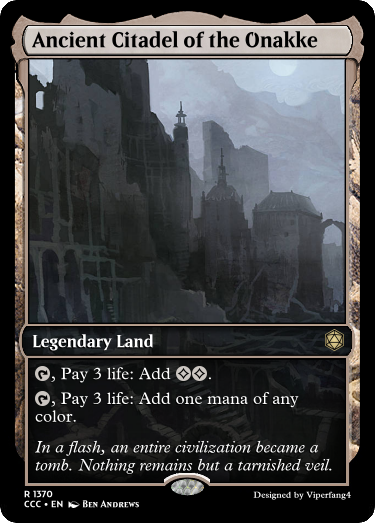 Ancient Citadel of the Onakke
Legendary Land
, Pay 3 life: Add .
, Pay 3 life: Add one mana of any
color.
In a flash, an entire civilization became a
tomb. Nothing remains but a tarnished veil.
R 1370
CCC • EN Ben Andrews
Designed by Viperfang4